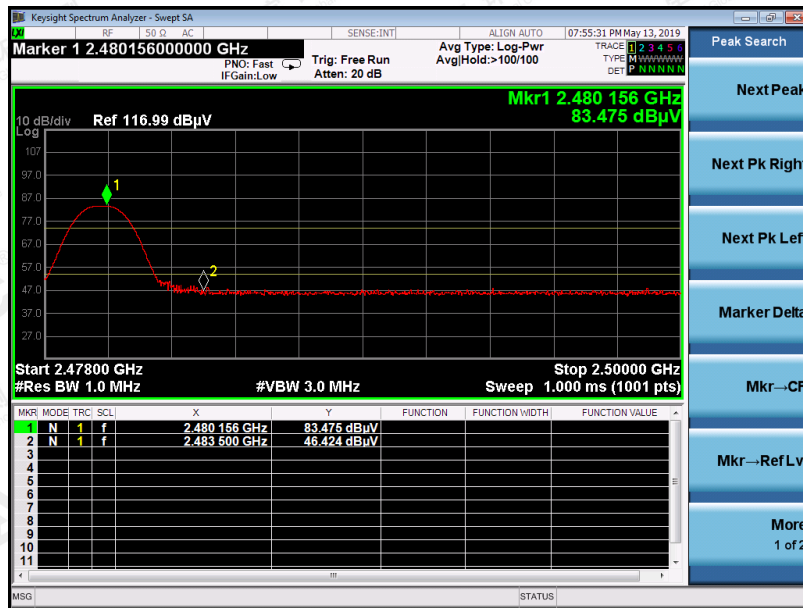 Keysight Spectrum Analyzer - Swept SA
LXI RF 50 Ω AC SENSE:INT ALIGN AUTO 07:55:31 PM May 13, 2019
Marker 1 2.480156000000 GHz
PNO: Fast
IFGain:Low
Trig: Free Run
Atten: 20 dB
Avg Type: Log-Pwr
Avg|Hold:>100/100
TRACE 1 2 3 4 5 6
TYPE M WWWWW
DET P N N N N N
Mkr1 2.480 156 GHz
83.475 dBµV
10 dB/div Ref 116.99 dBµV
Log
107
97.0
87.0
77.0
67.0
57.0
47.0
37.0
27.0
1
2
Start 2.47800 GHz Stop 2.50000 GHz
#Res BW 1.0 MHz #VBW 3.0 MHz Sweep 1.000 ms (1001 pts)
MKR MODE TRC SCL X Y FUNCTION FUNCTION WIDTH FUNCTION VALUE
1 N 1 f 2.480 156 GHz 83.475 dBµV
2 N 1 f 2.483 500 GHz 46.424 dBµV
3
4
5
6
7
8
9
10
11
MSG STATUS
Peak Search
Next Peak
Next Pk Right
Next Pk Left
Marker Delta
Mkr→CF
Mkr→Ref Lv
More
1 of 2